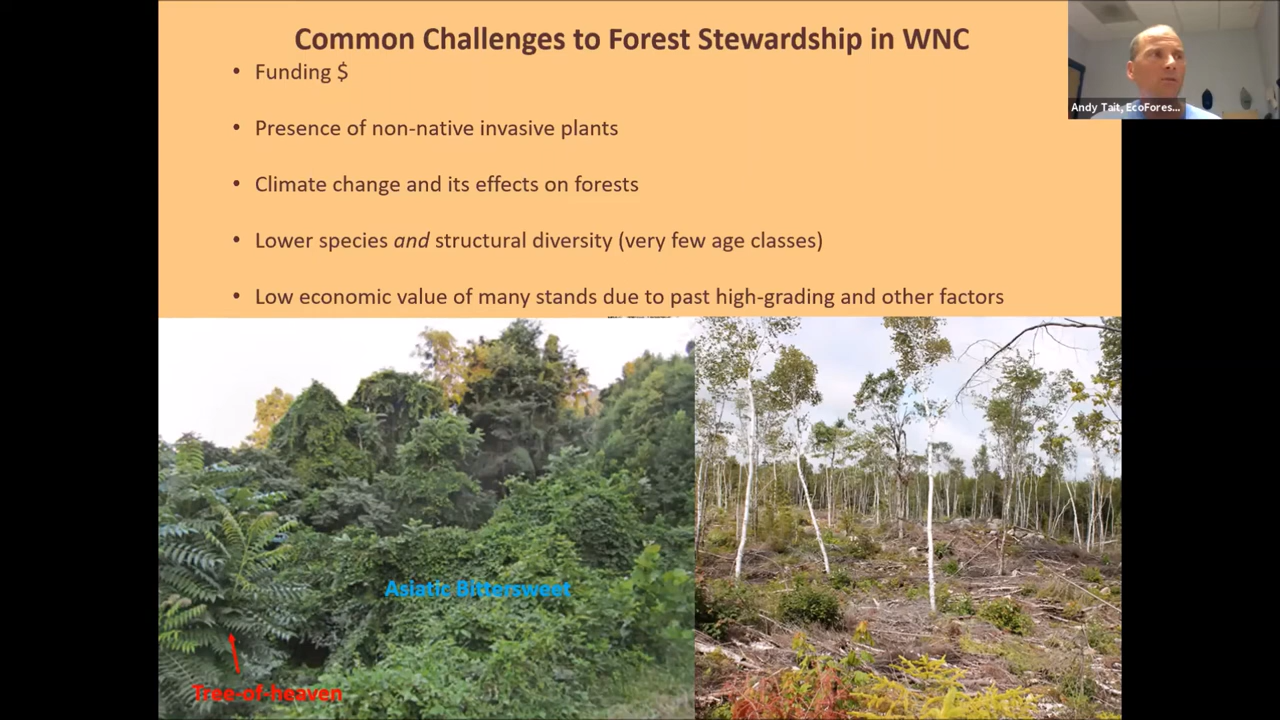 Common Challenges to Forest Stewardship in WNC
• Funding $
• Presence of non-native invasive plants
• Climate change and its effects on forests
• Lower species and structural diversity (very few age classes)
• Low economic value of many stands due to past high-grading and other factors
Andy Tait, EcoFores...
Asiatic Bittersweet
Tree-of-heaven